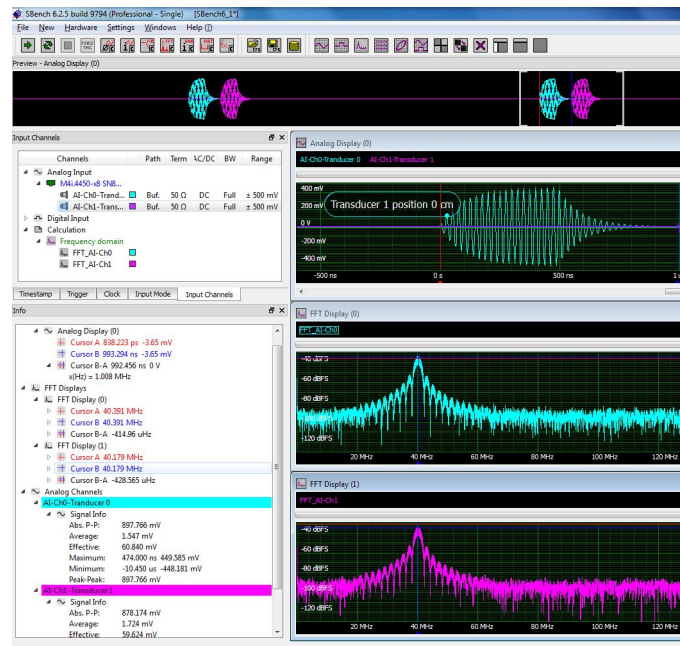 SBench 6.2.5 build 9794 (Professional - Single) [SBench6_1*]
File New Hardware Settings Windows Help (?)
Preview - Analog Display (0)
Input Channels
Channels Path Term AC/DC BW Range
Analog Input
M4i.4450-x8 SN8...
AI-Ch0-Trand... Buf. 50 Ω DC Full ± 500 mV
AI-Ch1-Trans... Buf. 50 Ω DC Full ± 500 mV
Digital Input
Calculation
Frequency domain
FFT_AI-Ch0
FFT_AI-Ch1
Timestamp Trigger Clock Input Mode Input Channels
Info
Analog Display (0)
Cursor A 838.223 ps -3.65 mV
Cursor B 993.294 ns -3.65 mV
Cursor B-A 992.456 ns 0 V
x(Hz) = 1.008 MHz
FFT Displays
FFT Display (0)
Cursor A 40.391 MHz
Cursor B 40.391 MHz
Cursor B-A -414.96 uHz
FFT Display (1)
Cursor A 40.179 MHz
Cursor B 40.179 MHz
Cursor B-A -428.565 uHz
Analog Channels
AI-Ch0-Tranducer 0
Signal Info
Abs. P-P: 897.766 mV
Average: 1.547 mV
Effective: 60.840 mV
Maximum: 474.000 ns 449.585 mV
Minimum: -10.450 us -448.181 mV
Peak-Peak: 897.766 mV
AI-Ch1-Transducer 1
Signal Info
Abs. P-P: 878.174 mV
Average: 1.724 mV
Effective: 59.624 mV
Analog Display (0)
AI-Ch0-Tranducer 0 AI-Ch1-Transducer 1
400 mV
200 mV
Transducer 1 position 0 cm
0 V
-200 mV
-400 mV
-500 ns 0 s 500 ns 1 u
FFT Display (0)
FFT_AI-Ch0
-40 dBFS
-60 dBFS
-80 dBFS
-100 dBFS
-120 dBFS
20 MHz 40 MHz 60 MHz 80 MHz 100 MHz 120 MHz
FFT Display (1)
FFT_AI-Ch1
-40 dBFS
-60 dBFS
-80 dBFS
-100 dBFS
-120 dBFS
20 MHz 40 MHz 60 MHz 80 MHz 100 MHz 120 MHz